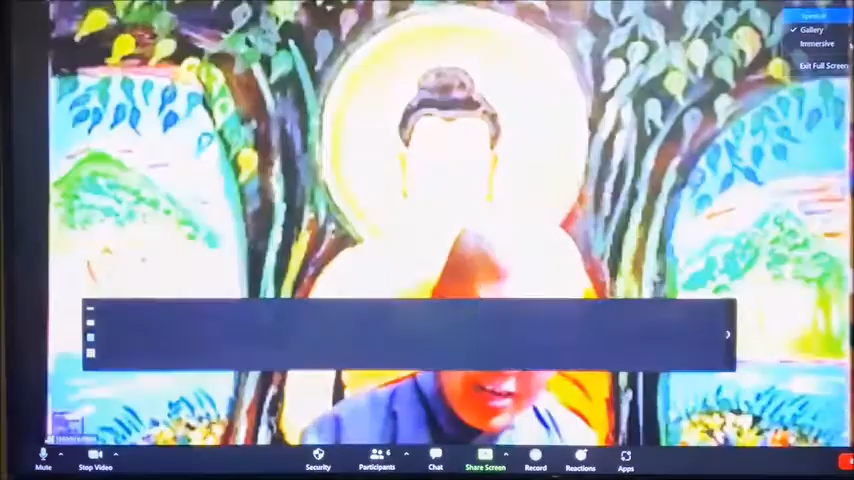 Speaker
Gallery
Immersive
Exit Full Screen
Mute
Stop Video
Security
Participants
6
Chat
Share Screen
Record
Reactions
Apps